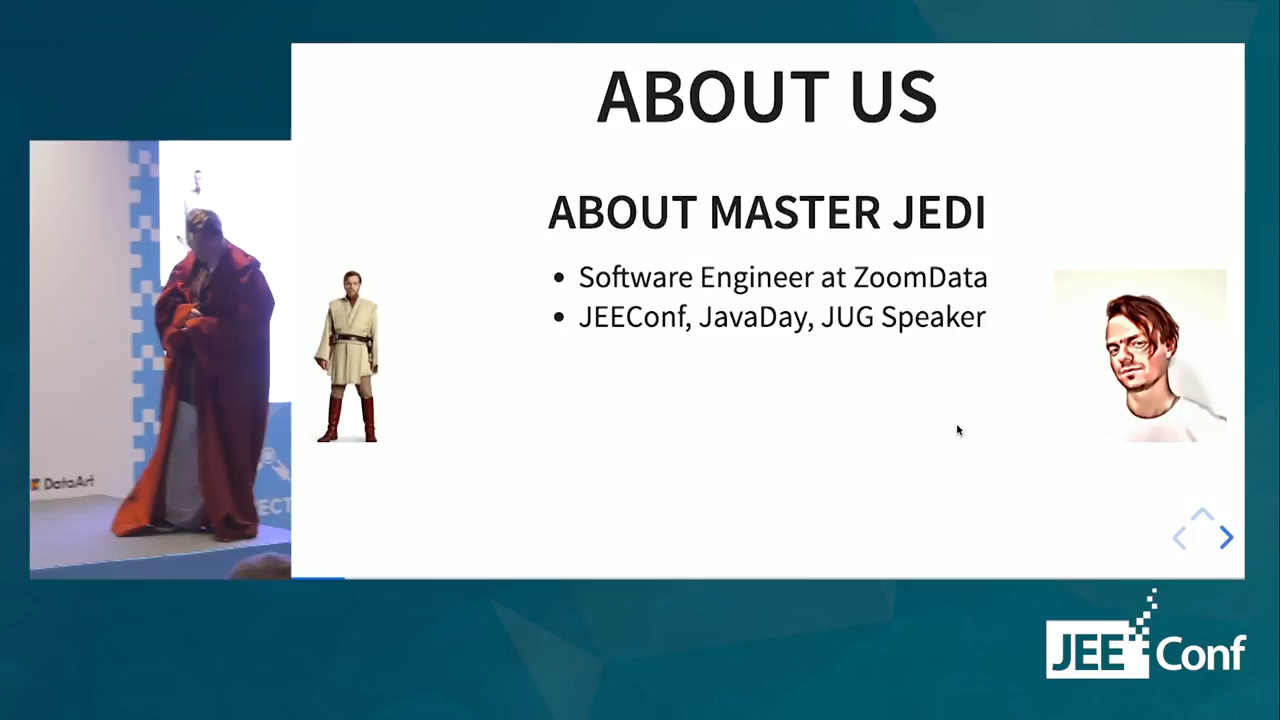 ABOUT US
ABOUT MASTER JEDI
• Software Engineer at ZoomData
• JEEConf, JavaDay, JUG Speaker
DataArt
JEE Conf